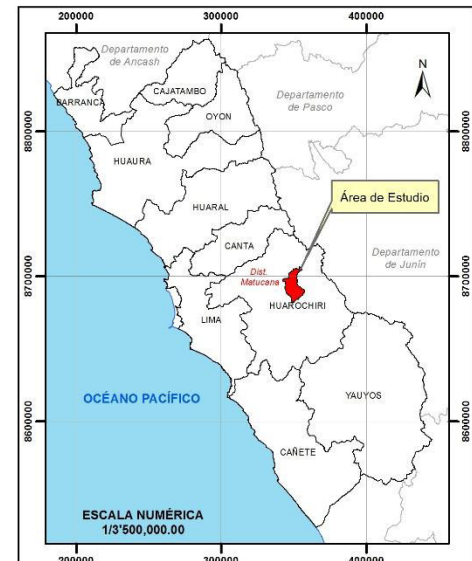 200000
300000
400000
Departamento
de Ancash
N
CAJATAMBO
Departamento
de Pasco
BARRANCA
OYON
8800000
8800000
HUAURA
HUARAL
Área de Estudio
CANTA
Departamento
de Junín
8700000
8700000
Dist.
Matucana
HUAROCHIRI
LIMA
YAUYOS
OCÉANO PACÍFICO
8600000
8600000
CAÑETE
ESCALA NUMÉRICA
1/3'500,000.00
200000
300000
400000